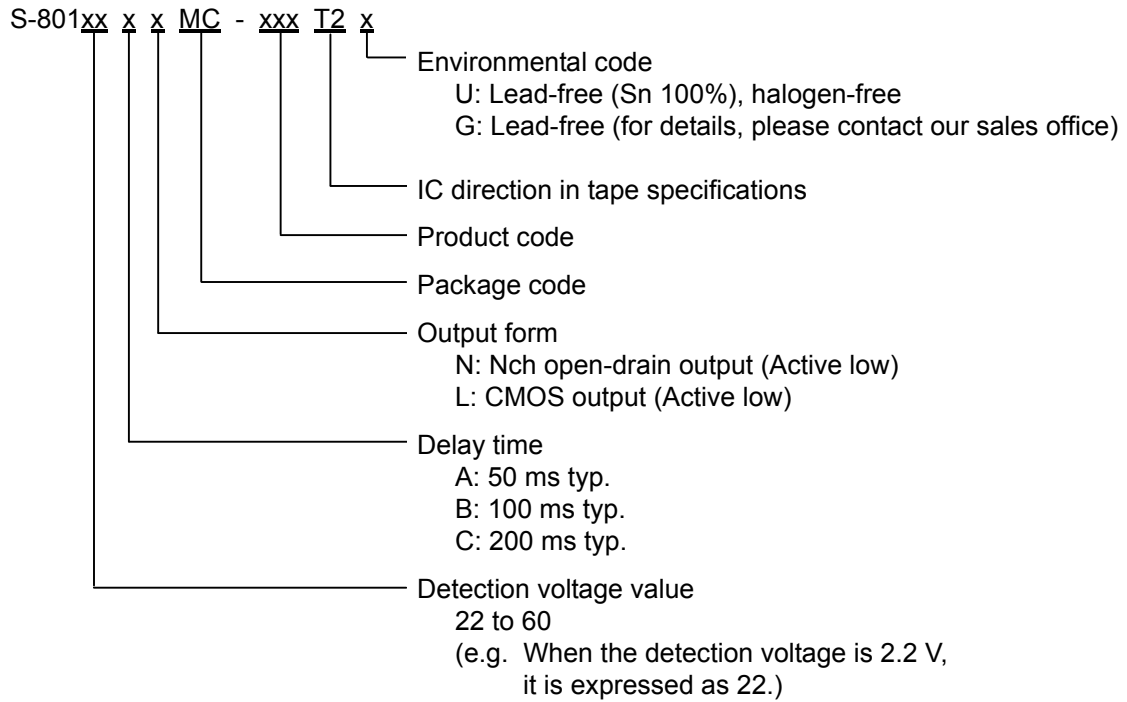 S-801xx x x MC - xxx T2 x
Environmental code
U: Lead-free (Sn 100%), halogen-free
G: Lead-free (for details, please contact our sales office)
IC direction in tape specifications
Product code
Package code
Output form
N: Nch open-drain output (Active low)
L: CMOS output (Active low)
Delay time
A: 50 ms typ.
B: 100 ms typ.
C: 200 ms typ.
Detection voltage value
22 to 60
(e.g. When the detection voltage is 2.2 V,
it is expressed as 22.)